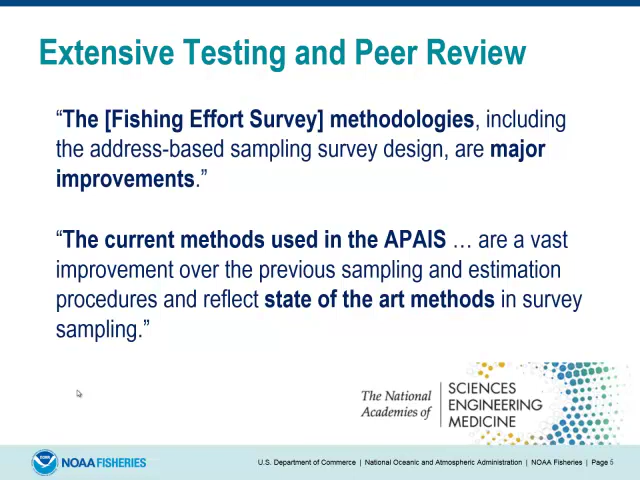 Extensive Testing and Peer Review
“The [Fishing Effort Survey] methodologies, including
the address-based sampling survey design, are major
improvements.”
“The current methods used in the APAIS … are a vast
improvement over the previous sampling and estimation
procedures and reflect state of the art methods in survey
sampling.”
The National
Academies of
SCIENCES
ENGINEERING
MEDICINE
NOAA FISHERIES
U.S. Department of Commerce | National Oceanic and Atmospheric Administration | NOAA Fisheries | Page 6